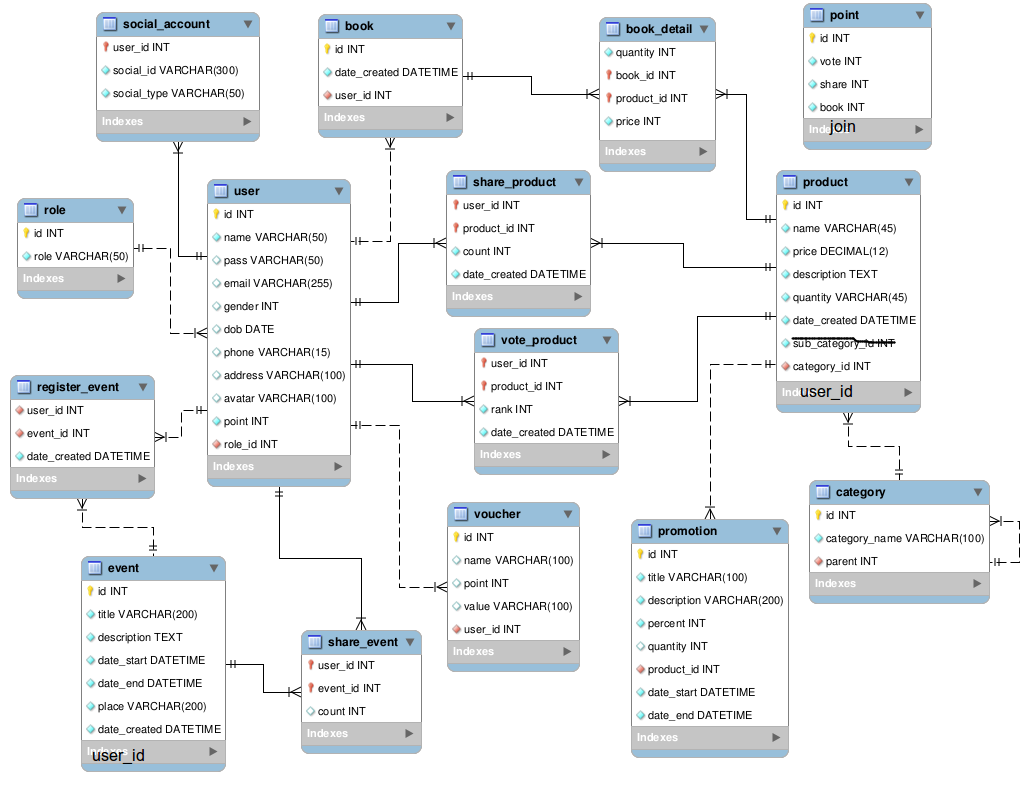 social_account
user_id INT
social_id VARCHAR(300)
social_type VARCHAR(50)
Indexes
book
id INT
date_created DATETIME
user_id INT
Indexes
book_detail
quantity INT
book_id INT
product_id INT
price INT
Indexes
point
id INT
vote INT
share INT
book INT
join
role
id INT
role VARCHAR(50)
Indexes
user
id INT
name VARCHAR(50)
pass VARCHAR(50)
email VARCHAR(255)
gender INT
dob DATE
phone VARCHAR(15)
address VARCHAR(100)
avatar VARCHAR(100)
point INT
role_id INT
Indexes
share_product
user_id INT
product_id INT
count INT
date_created DATETIME
Indexes
product
id INT
name VARCHAR(45)
price DECIMAL(12)
description TEXT
quantity VARCHAR(45)
date_created DATETIME
sub_category_id INT
category_id INT
user_id
vote_product
user_id INT
product_id INT
rank INT
date_created DATETIME
Indexes
register_event
user_id INT
event_id INT
date_created DATETIME
Indexes
voucher
id INT
name VARCHAR(100)
point INT
value VARCHAR(100)
user_id INT
Indexes
category
id INT
category_name VARCHAR(100)
parent INT
Indexes
promotion
id INT
title VARCHAR(100)
description VARCHAR(200)
percent INT
quantity INT
product_id INT
date_start DATETIME
date_end DATETIME
Indexes
event
id INT
title VARCHAR(200)
description TEXT
date_start DATETIME
date_end DATETIME
place VARCHAR(200)
date_created DATETIME
user_id
share_event
user_id INT
event_id INT
count INT
Indexes